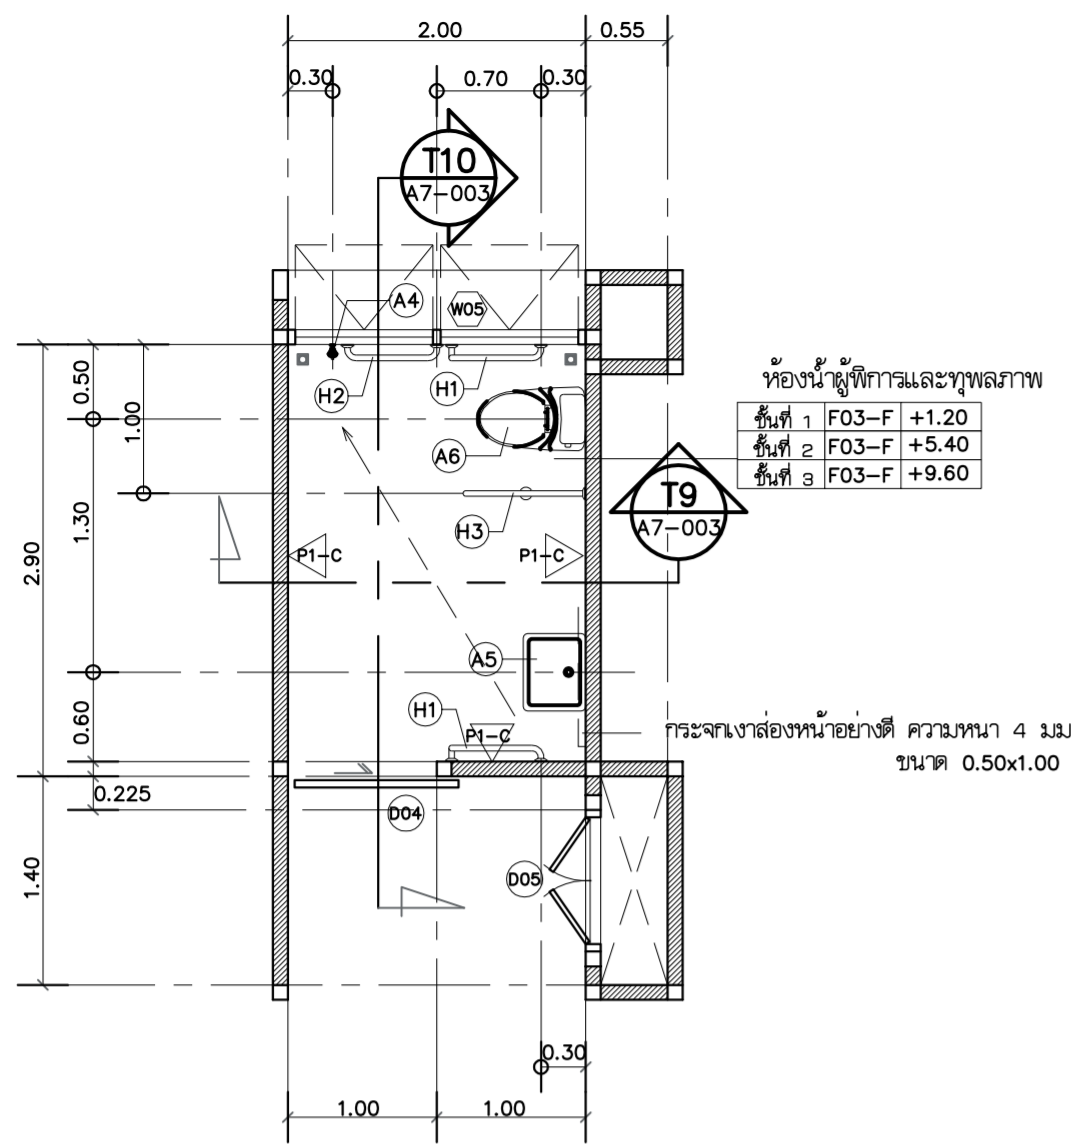 2.00
0.55
0.30
0.70
0.30
T10
A7-003
A4
W05
H2
H1
0.50
1.00
ห้องน้ำผู้พิการและทุพลภาพ
ชั้นที่ 1 F03-F +1.20
ชั้นที่ 2 F03-F +5.40
ชั้นที่ 3 F03-F +9.60
A6
T9
A7-003
H3
1.30
2.90
P1-C
P1-C
A5
H1
P1-C
0.60
กระจกเงาส่องหน้าอย่างดี ความหนา 4 มม
ขนาด 0.50x1.00
0.225
D04
D05
1.40
0.30
1.00
1.00